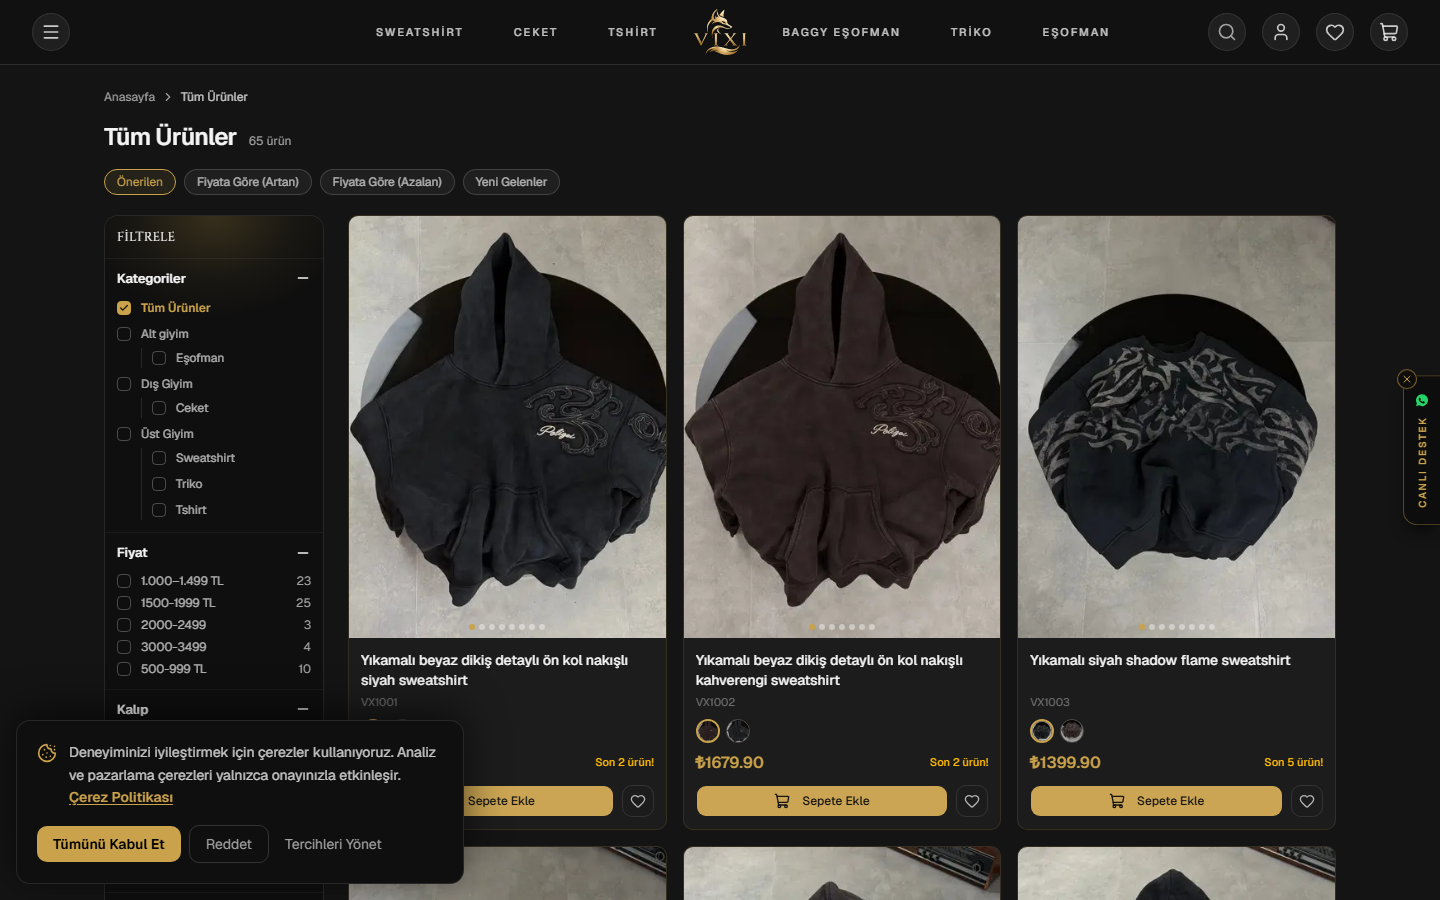 SWEATSHİRT
CEKET
TSHİRT
VIXI
BAGGY EŞOFMAN
TRİKO
EŞOFMAN
Anasayfa > Tüm Ürünler
Tüm Ürünler 65 ürün
Önerilen
Fiyata Göre (Artan)
Fiyata Göre (Azalan)
Yeni Gelenler
FİLTRELE
Kategoriler
Tüm Ürünler
Alt giyim
Eşofman
Dış Giyim
Ceket
Üst Giyim
Sweatshirt
Triko
Tshirt
Fiyat
1.000–1.499 TL 23
1500-1999 TL 25
2000-2499 3
3000-3499 4
500-999 TL 10
Kalıp
Yıkamalı beyaz dikiş detaylı ön kol nakışlı
siyah sweatshirt
VX1001
Son 2 ürün!
Sepete Ekle
Yıkamalı beyaz dikiş detaylı ön kol nakışlı
kahverengi sweatshirt
VX1002
₺1679.90
Son 2 ürün!
Sepete Ekle
Yıkamalı siyah shadow flame sweatshirt
VX1003
₺1399.90
Son 5 ürün!
Sepete Ekle
CANLI DESTEK
Deneyiminizi iyileştirmek için çerezler kullanıyoruz. Analiz
ve pazarlama çerezleri yalnızca onayınızla etkinleşir.
Çerez Politikası
Tümünü Kabul Et
Reddet
Tercihleri Yönet